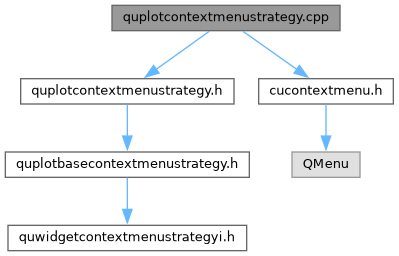 quplotcontextmenustrategy.cpp
quplotcontextmenustrategy.h
cucontextmenu.h
quplotbasecontextmenustrategy.h
QMenu
quwidgetcontextmenustrategyi.h